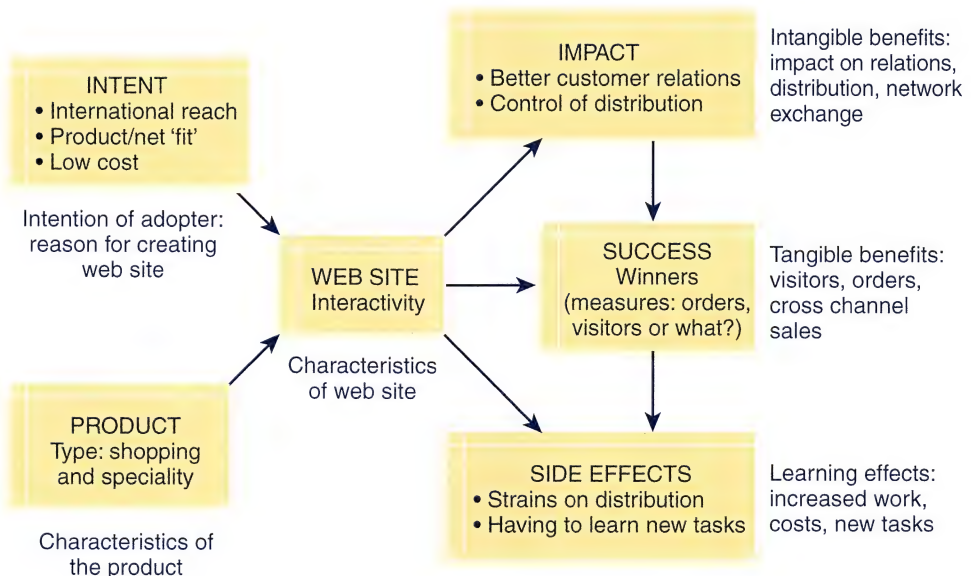 INTENT
• International reach
• Product/net ‘fit’
• Low cost
Intention of adopter:
reason for creating
web site
PRODUCT
Type: shopping
and speciality
Characteristics of
the product
WEB SITE
Interactivity
Characteristics
of web site
IMPACT
• Better customer relations
• Control of distribution
Intangible benefits:
impact on relations,
distribution, network
exchange
SUCCESS
Winners
(measures: orders,
visitors or what?)
Tangible benefits:
visitors, orders,
cross channel
sales
SIDE EFFECTS
• Strains on distribution
• Having to learn new tasks
Learning effects:
increased work,
costs, new tasks